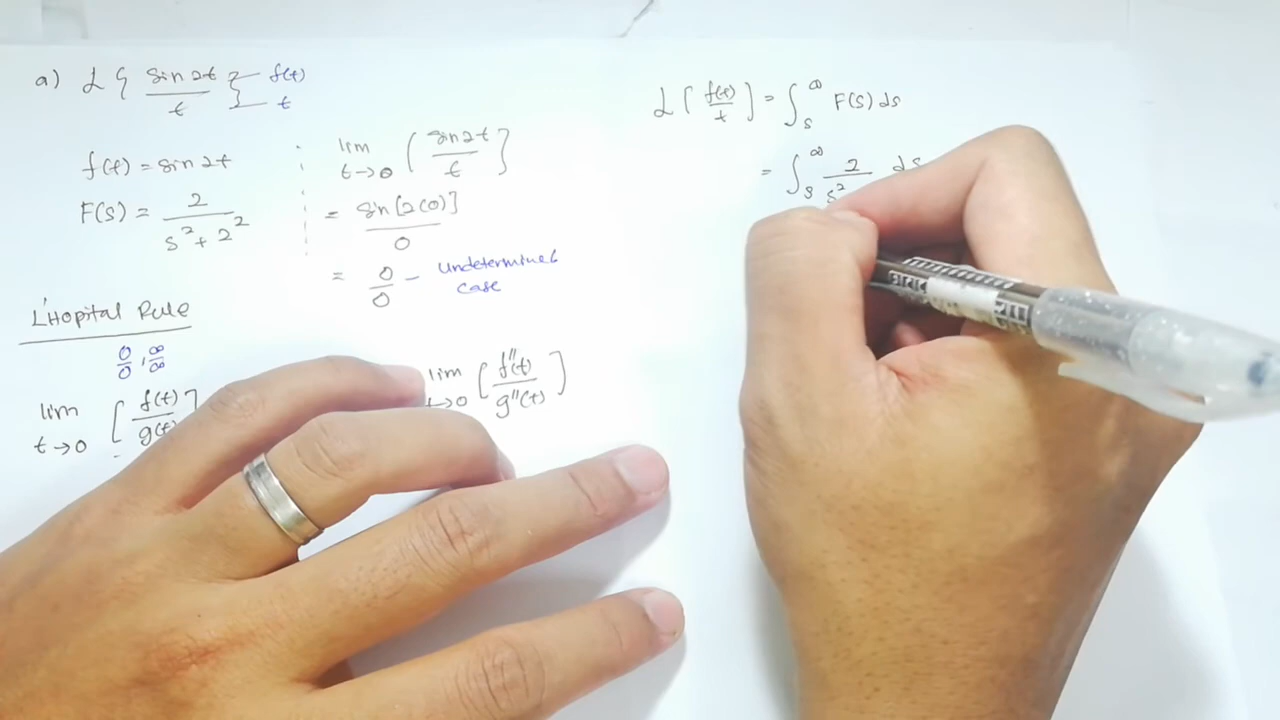 a) L { sin 2t / t } f(t)
t
f(t) = sin 2t
F(s) = 2 / s² + 2²
lim t→0 [ sin 2t / t ]
= sin [2(0)] / 0
= 0/0 - undetermined
case
L'Hopital Rule
0/0 , ∞/∞
lim t→0 [ f(t) / g(t) ]
lim t→0 [ f''(t) / g''(t) ]
L [ f(t) / t ] = ∫ₛ^∞ F(s) ds
= ∫ₛ^∞ 2 / s² ds